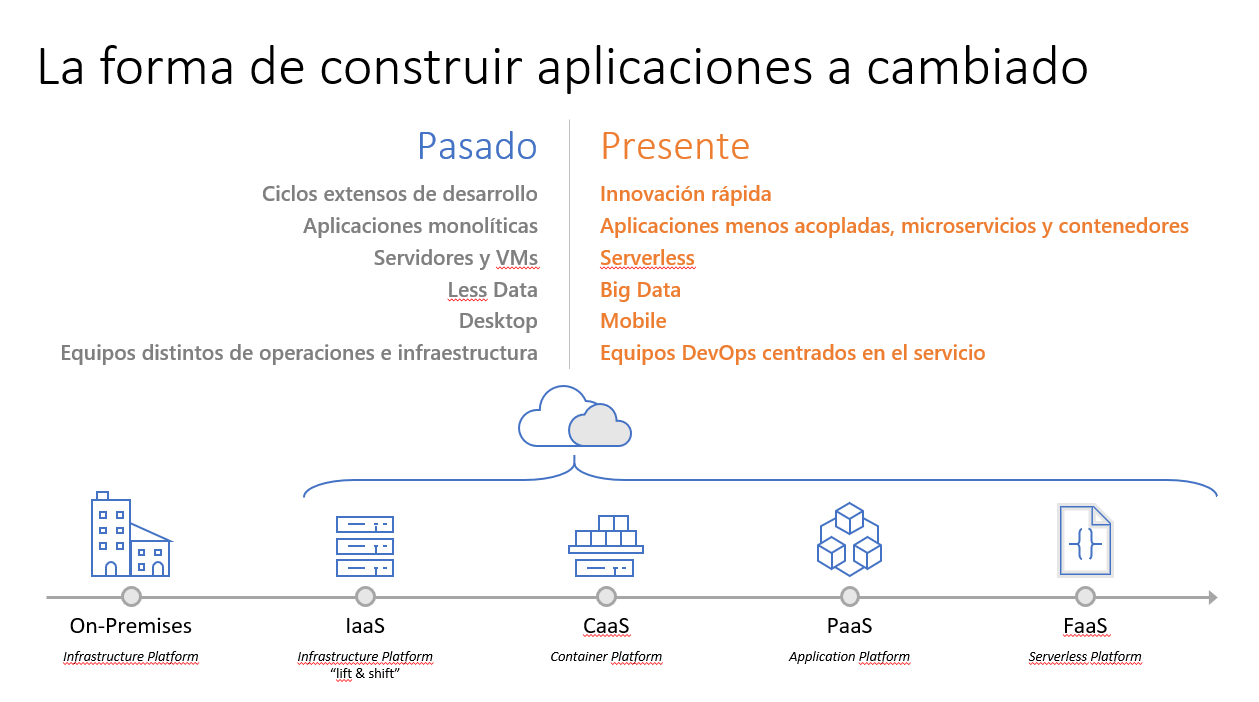 La forma de construir aplicaciones a cambiado
Pasado
Ciclos extensos de desarrollo
Aplicaciones monolíticas
Servidores y VMs
Less Data
Desktop
Equipos distintos de operaciones e infraestructura
Presente
Innovación rápida
Aplicaciones menos acopladas, microservicios y contenedores
Serverless
Big Data
Mobile
Equipos DevOps centrados en el servicio
{}
On-Premises
Infrastructure Platform
IaaS
Infrastructure Platform
“lift & shift”
CaaS
Container Platform
PaaS
Application Platform
FaaS
Serverless Platform